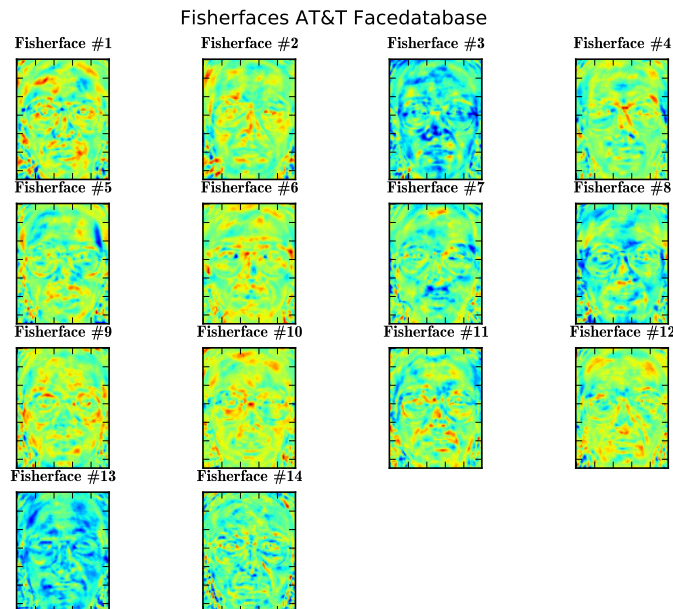 Fisherfaces AT&T Facedatabase
Fisherface #1 Fisherface #2 Fisherface #3 Fisherface #4
Fisherface #5 Fisherface #6 Fisherface #7 Fisherface #8
Fisherface #9 Fisherface #10 Fisherface #11 Fisherface #12
Fisherface #13 Fisherface #14